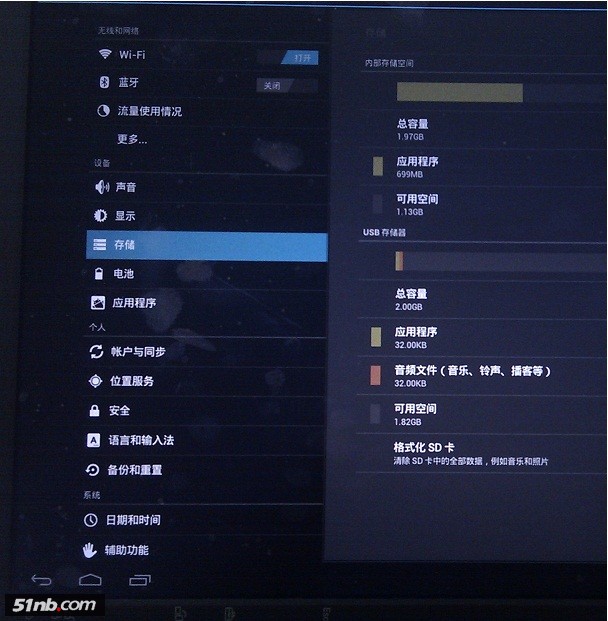 无线和网络
Wi-Fi
打开
蓝牙
关闭
流量使用情况
更多...
设备
声音
显示
存储
电池
应用程序
个人
帐户与同步
位置服务
安全
语言和输入法
备份和重置
系统
日期和时间
辅助功能
存储
内部存储空间
总容量
1.97GB
应用程序
699MB
可用空间
1.13GB
USB 存储器
总容量
2.00GB
应用程序
32.00KB
音频文件（音乐、铃声、播客等）
32.00KB
可用空间
1.82GB
格式化 SD 卡
清除 SD 卡中的全部数据，例如音乐和照片
51nb.com